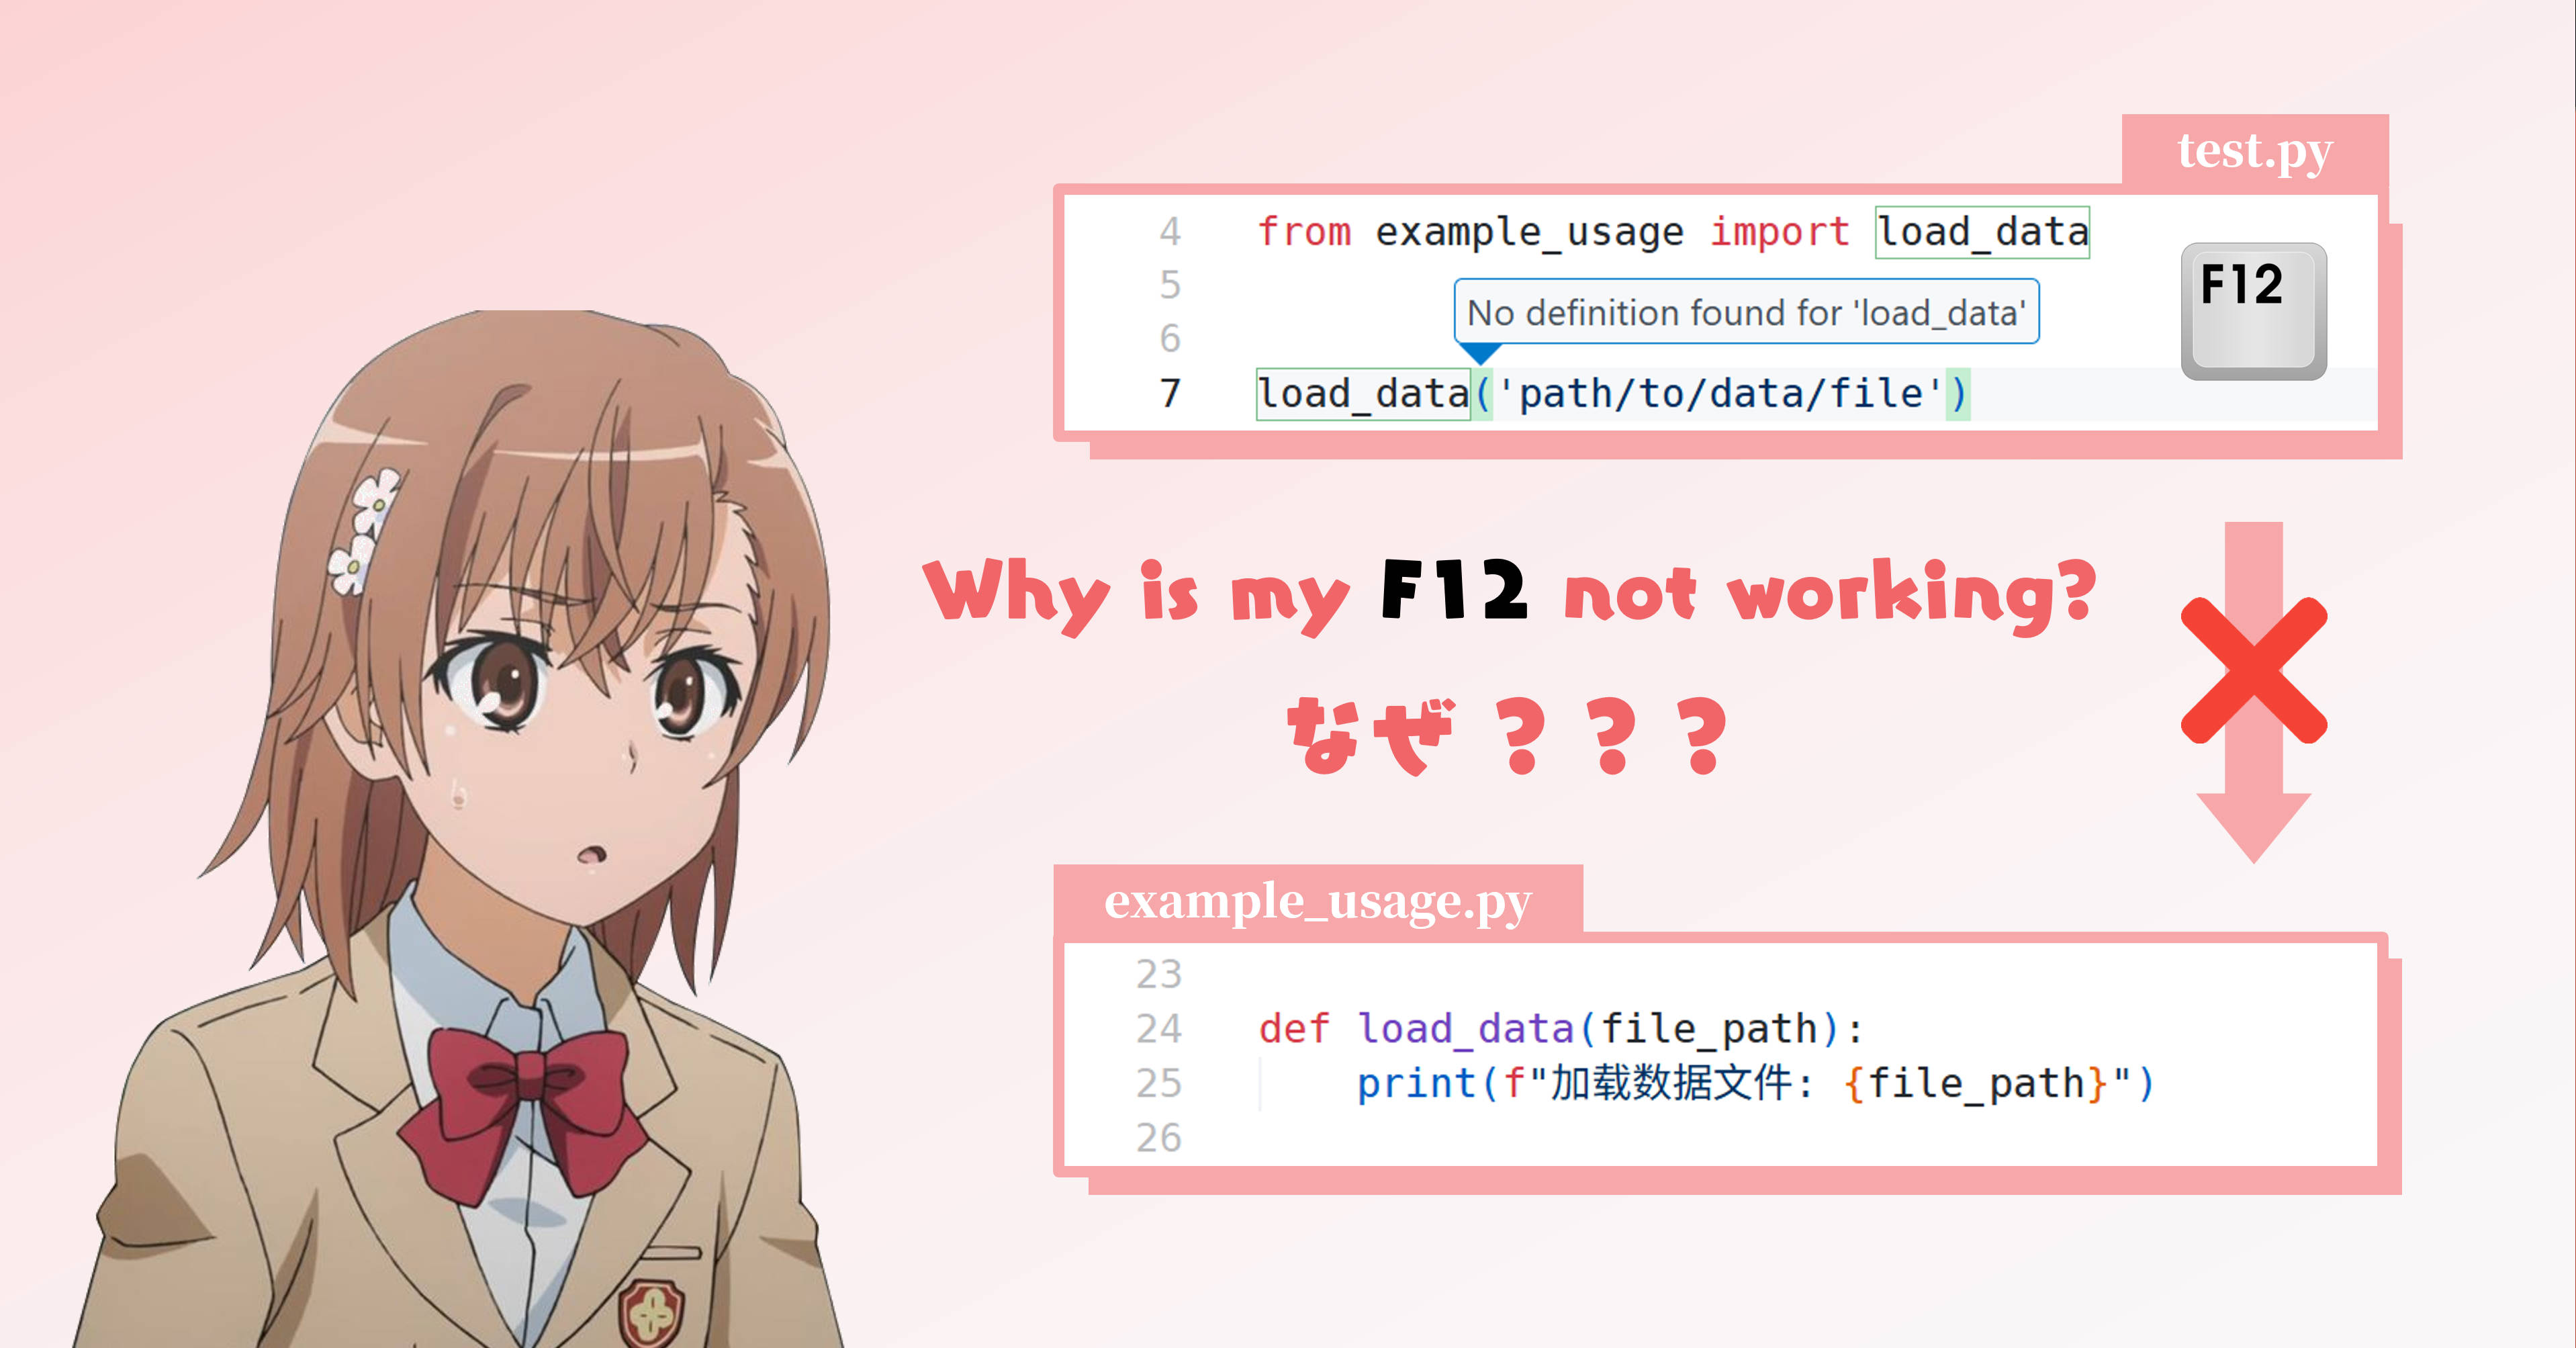 test.py
4 from example_usage import load_data
5
No definition found for 'load_data'
6
7 load_data('path/to/data/file')
F12
Why is my F12 not working?
なぜ？？？
example_usage.py
23
24 def load_data(file_path):
25 print(f"加载数据文件: {file_path}")
26